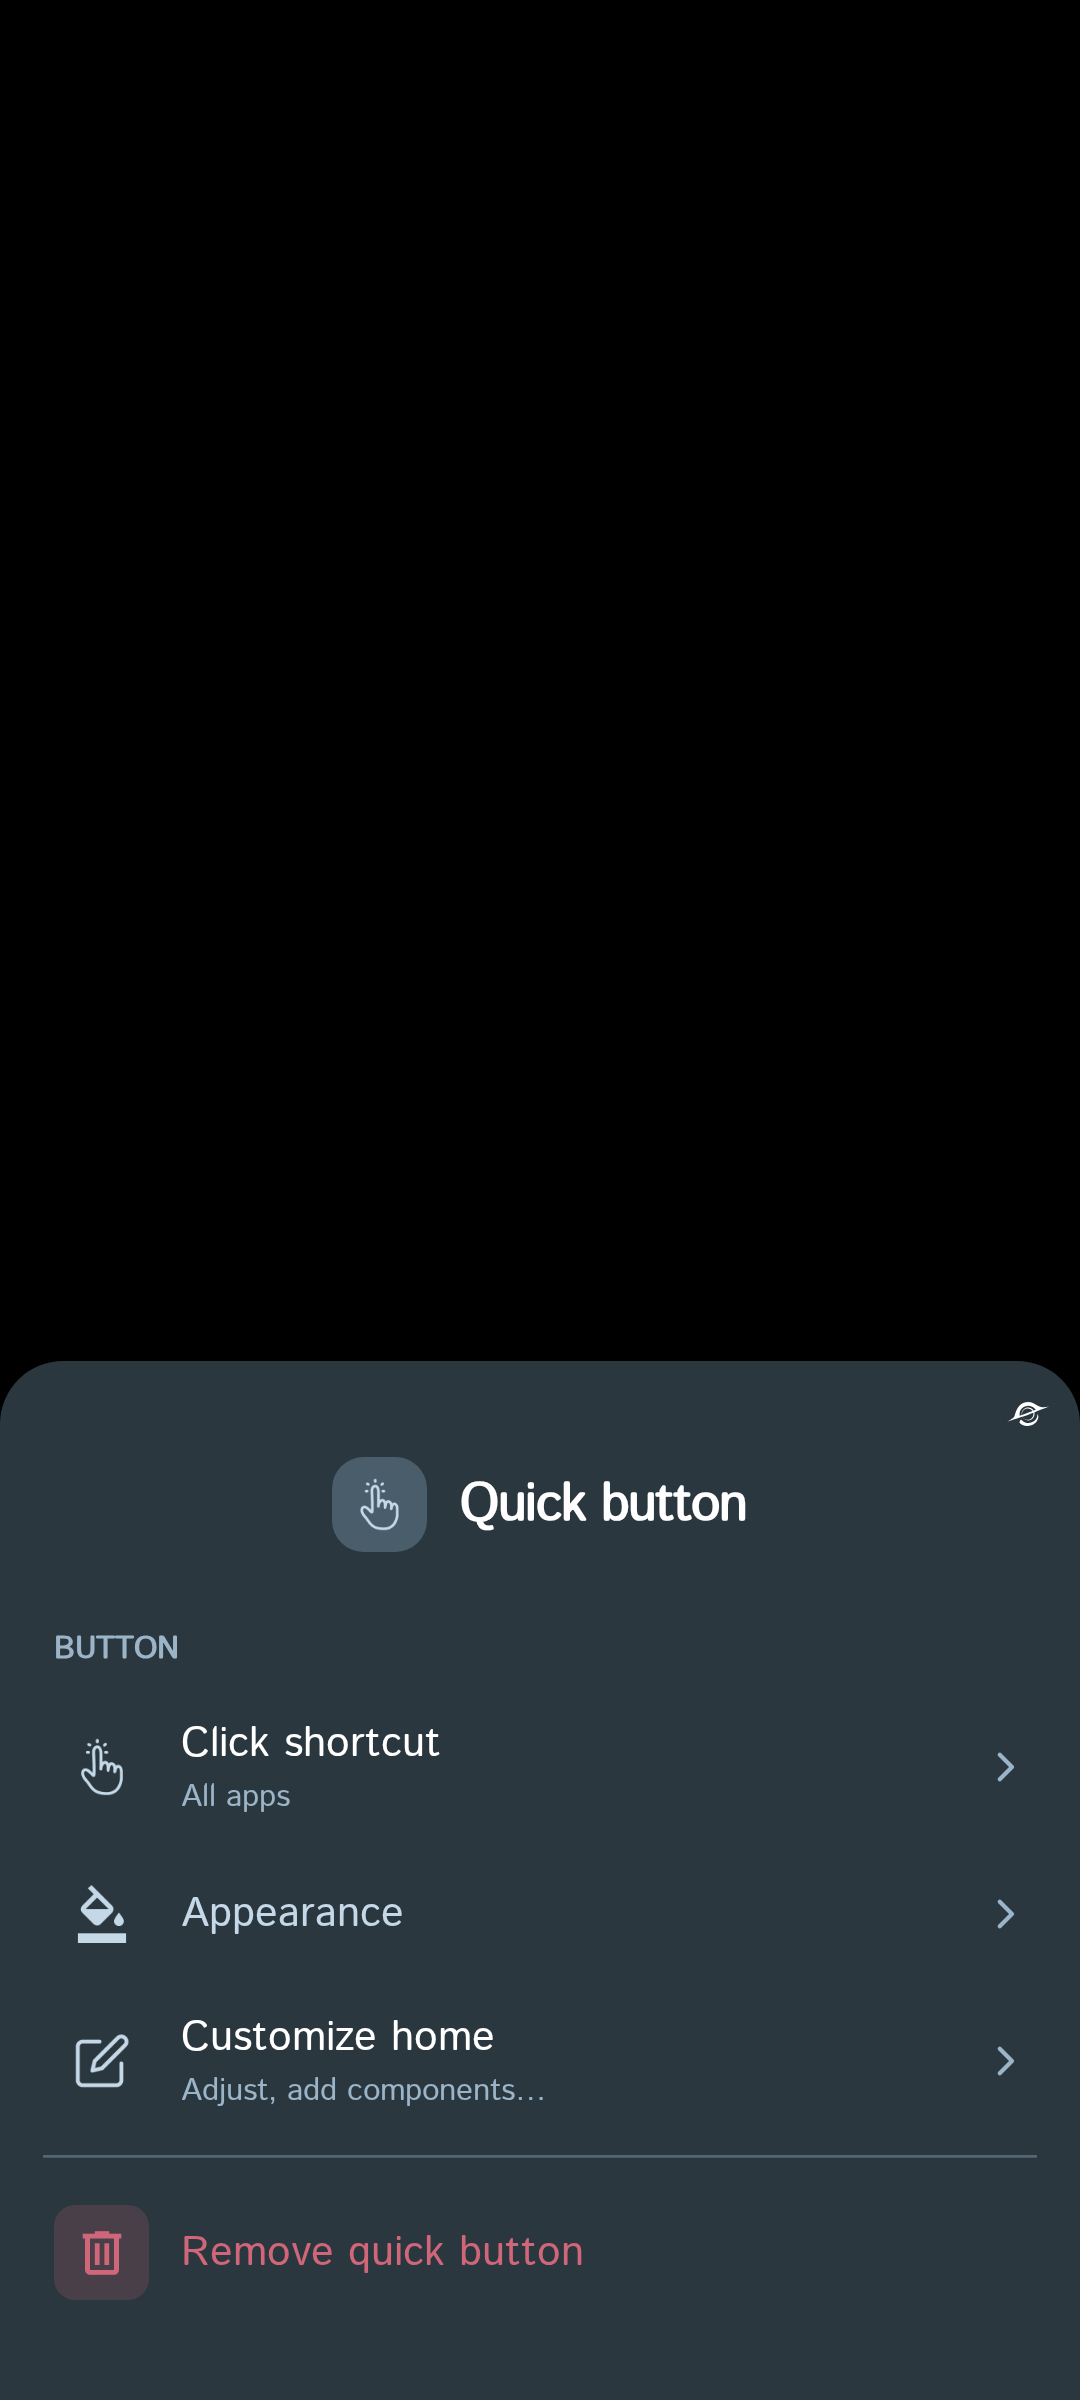 Quick button
BUTTON
Click shortcut
All apps
Appearance
Customize home
Adjust, add components...
Remove quick button